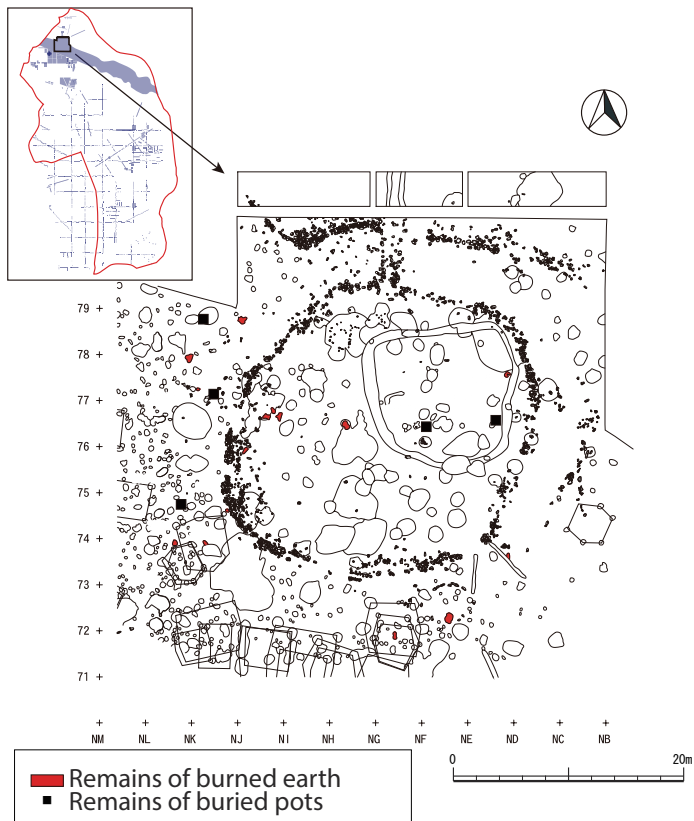 79 +
78 +
77 +
76 +
75 +
74 +
73 +
72 +
71 +
+ + + + + + + + + + + +
NM NL NK NJ NI NH NG NF NE ND NC NB
Remains of burned earth
Remains of buried pots
0 20m